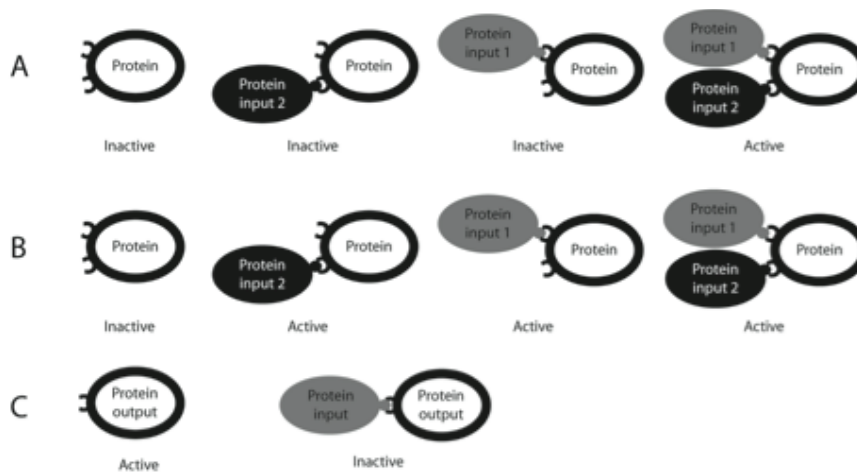 A
Protein
Protein
input 2
Protein
Protein
input 1
Protein
Protein
input 1
Protein
input 2
Protein
Inactive
Inactive
Inactive
Active
B
Protein
Protein
input 2
Protein
Protein
input 1
Protein
Protein
input 1
Protein
input 2
Protein
Inactive
Active
Active
Active
C
Protein
output
Protein
input
Protein
output
Active
Inactive